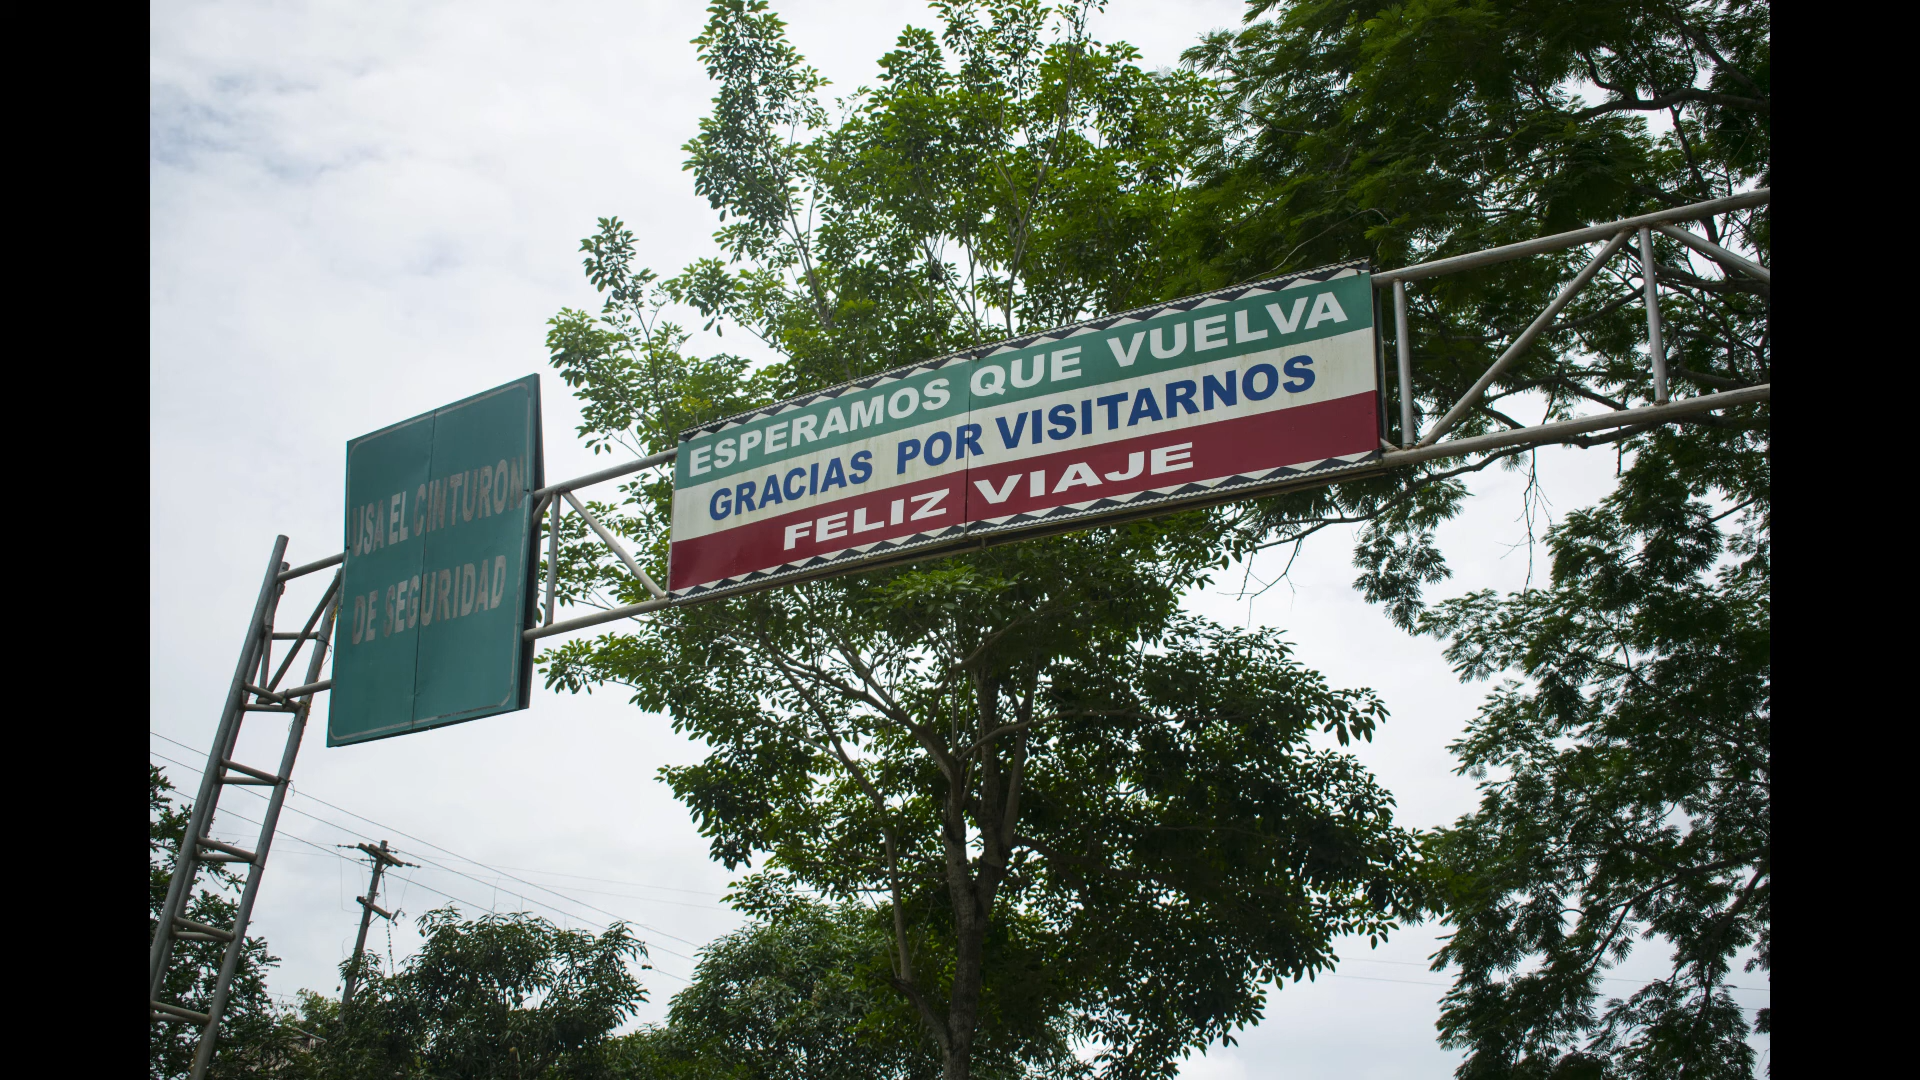 USA EL CINTURON
DE SEGURIDAD
ESPERAMOS QUE VUELVA
GRACIAS POR VISITARNOS
FELIZ VIAJE